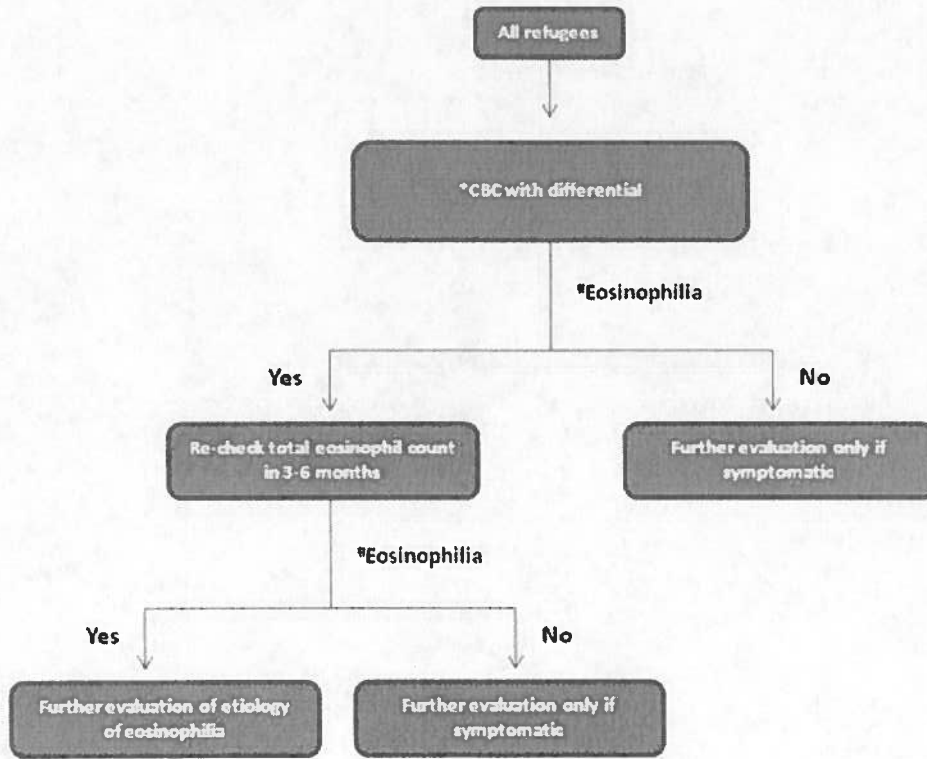 All refugees
*CBC with differential
#Eosinophilia
Yes
No
Re-check total eosinophil count
in 3-6 months
Further evaluation only if
symptomatic
#Eosinophilia
Yes
No
Further evaluation of etiology
of eosinophilia
Further evaluation only if
symptomatic